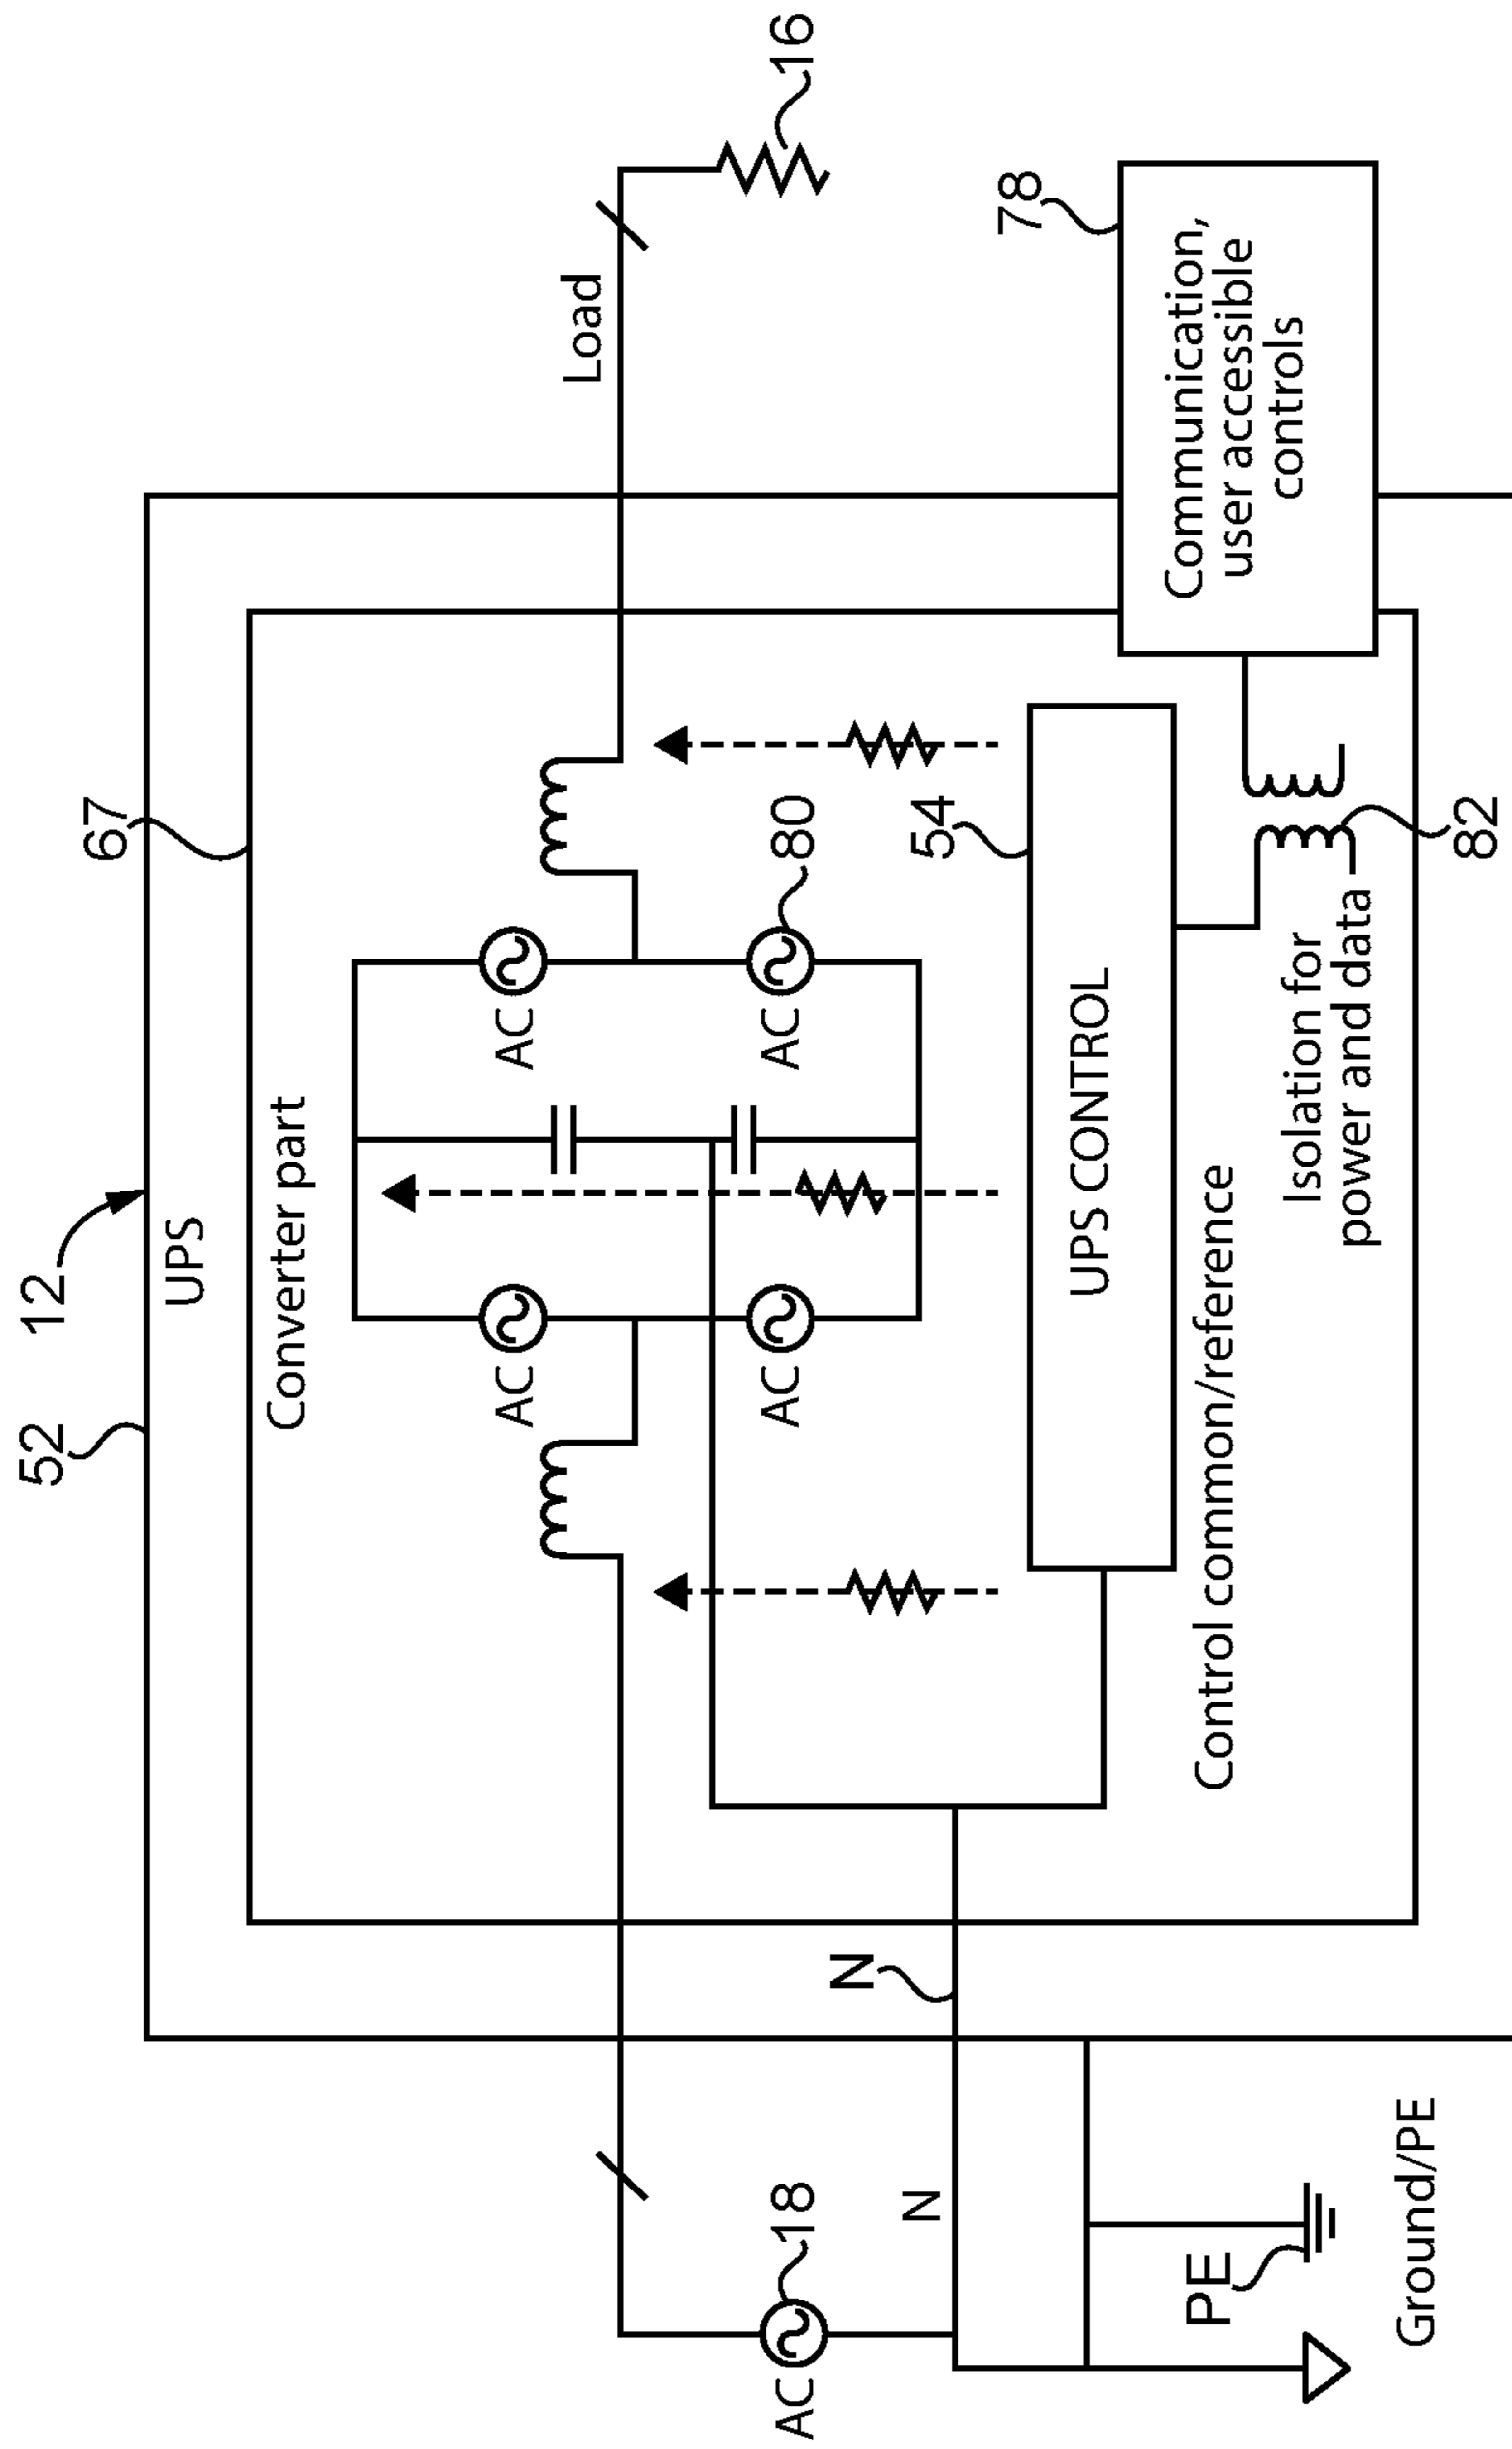 12
52
UPS
67
Converter part
Load
16
AC
AC
AC
AC
80
18
AC
N
N
54
UPS CONTROL
78
Communication,
user accessible
controls
Control common/reference
Isolation for
power and data
82
PE
Ground/PE